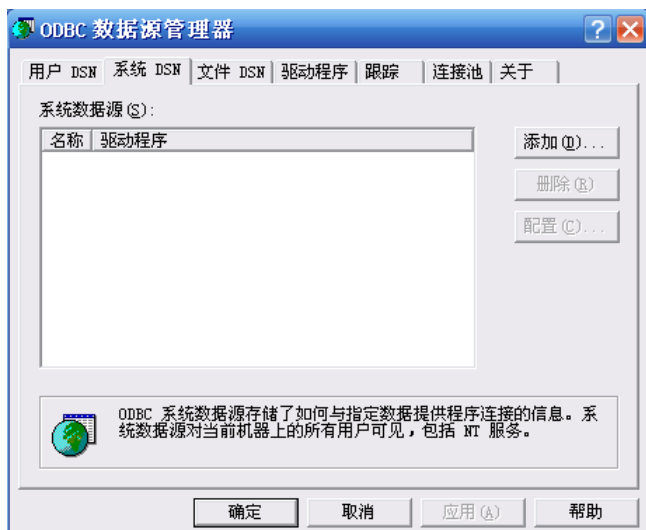 ODBC 数据源管理器
用户 DSN 系统 DSN 文件 DSN 驱动程序 跟踪 连接池 关于
系统数据源(S):
名称 驱动程序
添加(D)...
删除(R)
配置(C)...
ODBC 系统数据源存储了如何与指定数据提供程序连接的信息。系
统数据源对当前机器上的所有用户可见,包括 NT 服务。
确定 取消 应用(A) 帮助